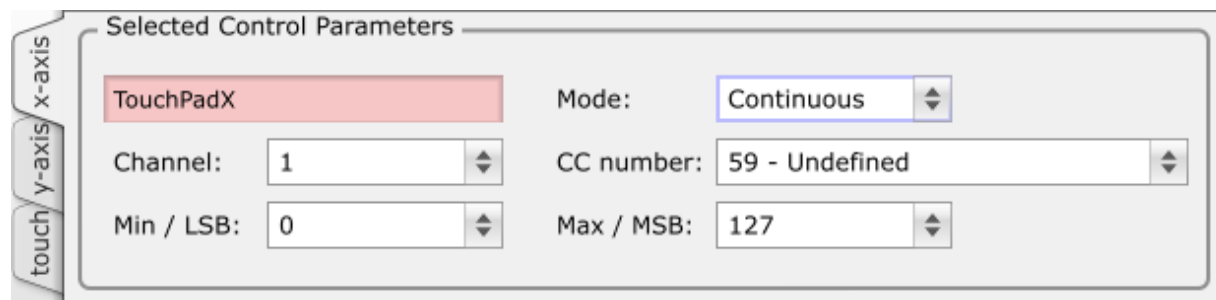 Selected Control Parameters
x-axis
y-axis
touch
TouchPadX
Mode: Continuous
Channel: 1
CC number: 59 - Undefined
Min / LSB: 0
Max / MSB: 127